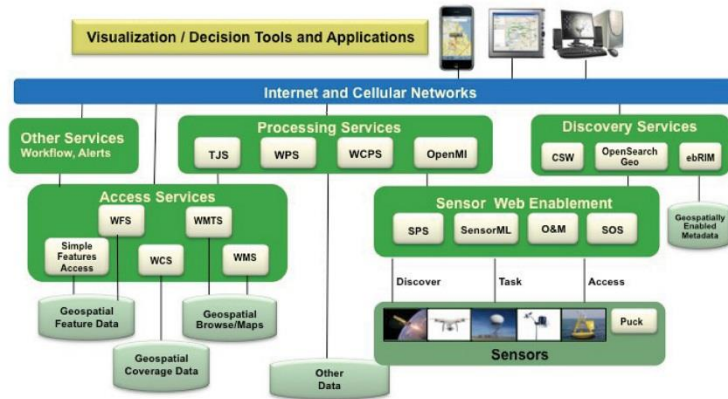 Visualization / Decision Tools and Applications
Internet and Cellular Networks
Other Services
Workflow, Alerts
Processing Services
TJS
WPS
WCPS
OpenMI
Discovery Services
CSW
OpenSearch
Geo
ebRIM
Access Services
WFS
WMTS
Simple
Features
Access
WCS
WMS
Sensor Web Enablement
SPS
SensorML
O&M
SOS
Geospatially
Enabled
Metadata
Discover
Task
Access
Geospatial
Feature Data
Geospatial
Browse/Maps
Geospatial
Coverage Data
Other
Data
Puck
Sensors